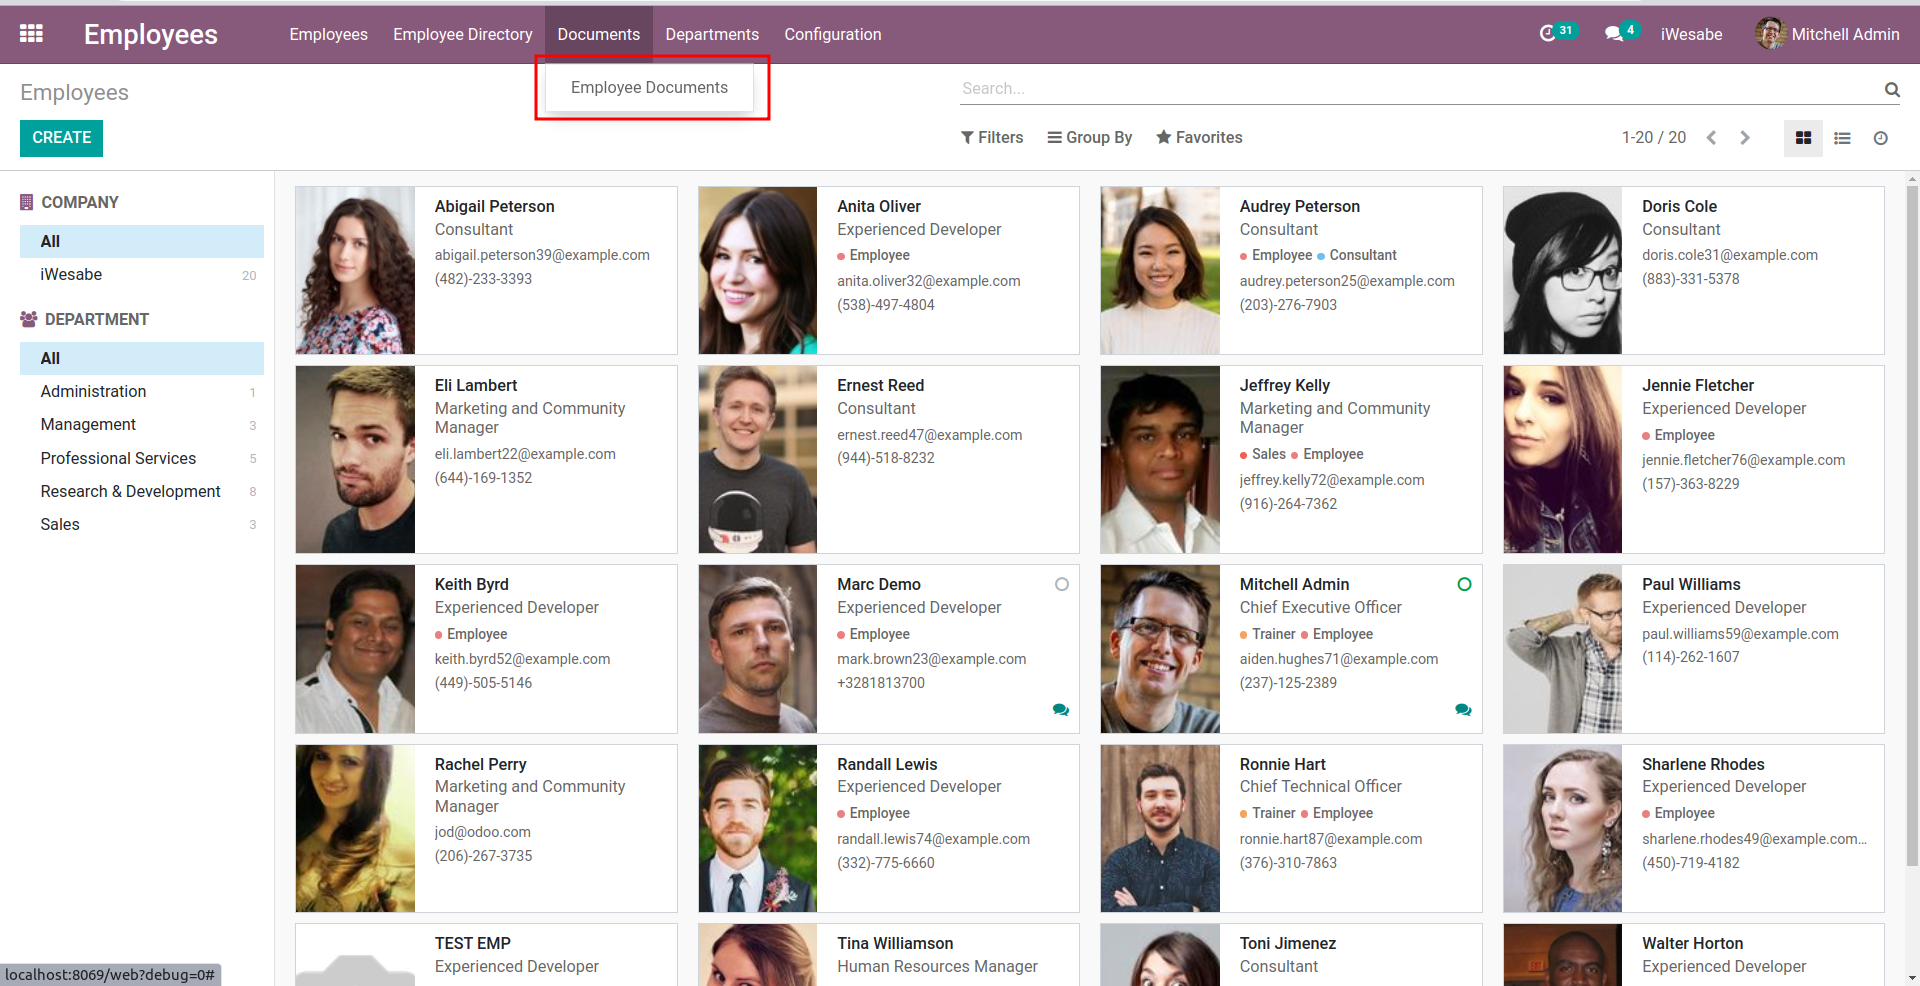 Employees
Employees Employee Directory Documents Departments Configuration
31 4 iWesabe Mitchell Admin
Employee Documents
Employees
Search...
CREATE
Filters Group By Favorites
1-20 / 20
COMPANY
All
iWesabe 20
DEPARTMENT
All
Administration 1
Management 3
Professional Services 5
Research & Development 8
Sales 3
Abigail Peterson
Consultant
abigail.peterson39@example.com
(482)-233-3393
Anita Oliver
Experienced Developer
Employee
anita.oliver32@example.com
(538)-497-4804
Audrey Peterson
Consultant
Employee Consultant
audrey.peterson25@example.com
(203)-276-7903
Doris Cole
Consultant
doris.cole31@example.com
(883)-331-5378
Eli Lambert
Marketing and Community
Manager
eli.lambert22@example.com
(644)-169-1352
Ernest Reed
Consultant
ernest.reed47@example.com
(944)-518-8232
Jeffrey Kelly
Marketing and Community
Manager
Sales Employee
jeffrey.kelly72@example.com
(916)-264-7362
Jennie Fletcher
Experienced Developer
Employee
jennie.fletcher76@example.com
(157)-363-8229
Keith Byrd
Experienced Developer
Employee
keith.byrd52@example.com
(449)-505-5146
Marc Demo
Experienced Developer
Employee
mark.brown23@example.com
+3281813700
Mitchell Admin
Chief Executive Officer
Trainer Employee
aiden.hughes71@example.com
(237)-125-2389
Paul Williams
Experienced Developer
paul.williams59@example.com
(114)-262-1607
Rachel Perry
Marketing and Community
Manager
jod@odoo.com
(206)-267-3735
Randall Lewis
Experienced Developer
Employee
randall.lewis74@example.com
(332)-775-6660
Ronnie Hart
Chief Technical Officer
Trainer Employee
ronnie.hart87@example.com
(376)-310-7863
Sharlene Rhodes
Experienced Developer
Employee
sharlene.rhodes49@example.com...
(450)-719-4182
TEST EMP
Experienced Developer
Tina Williamson
Human Resources Manager
Toni Jimenez
Consultant
Walter Horton
Experienced Developer
localhost:8069/web?debug=0#